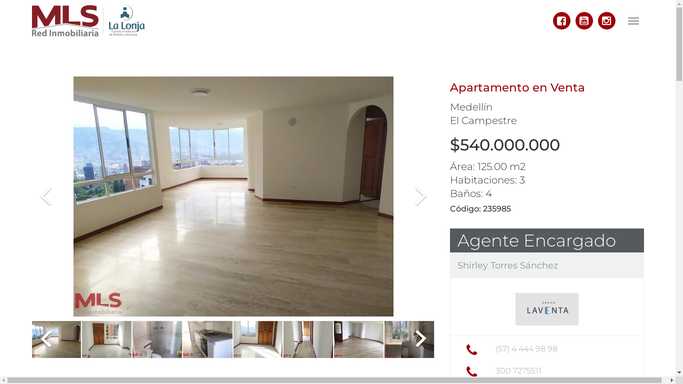 MLS
Red Inmobiliaria
La Lonja
Apartamento en Venta
Medellín
El Campestre
$540.000.000
Área: 125.00 m2
Habitaciones: 3
Baños: 4
Código: 235985
Agente Encargado
Shirley Torres Sánchez
LAVENTA
(57) 4 444 98 98
300 7275511
MLS